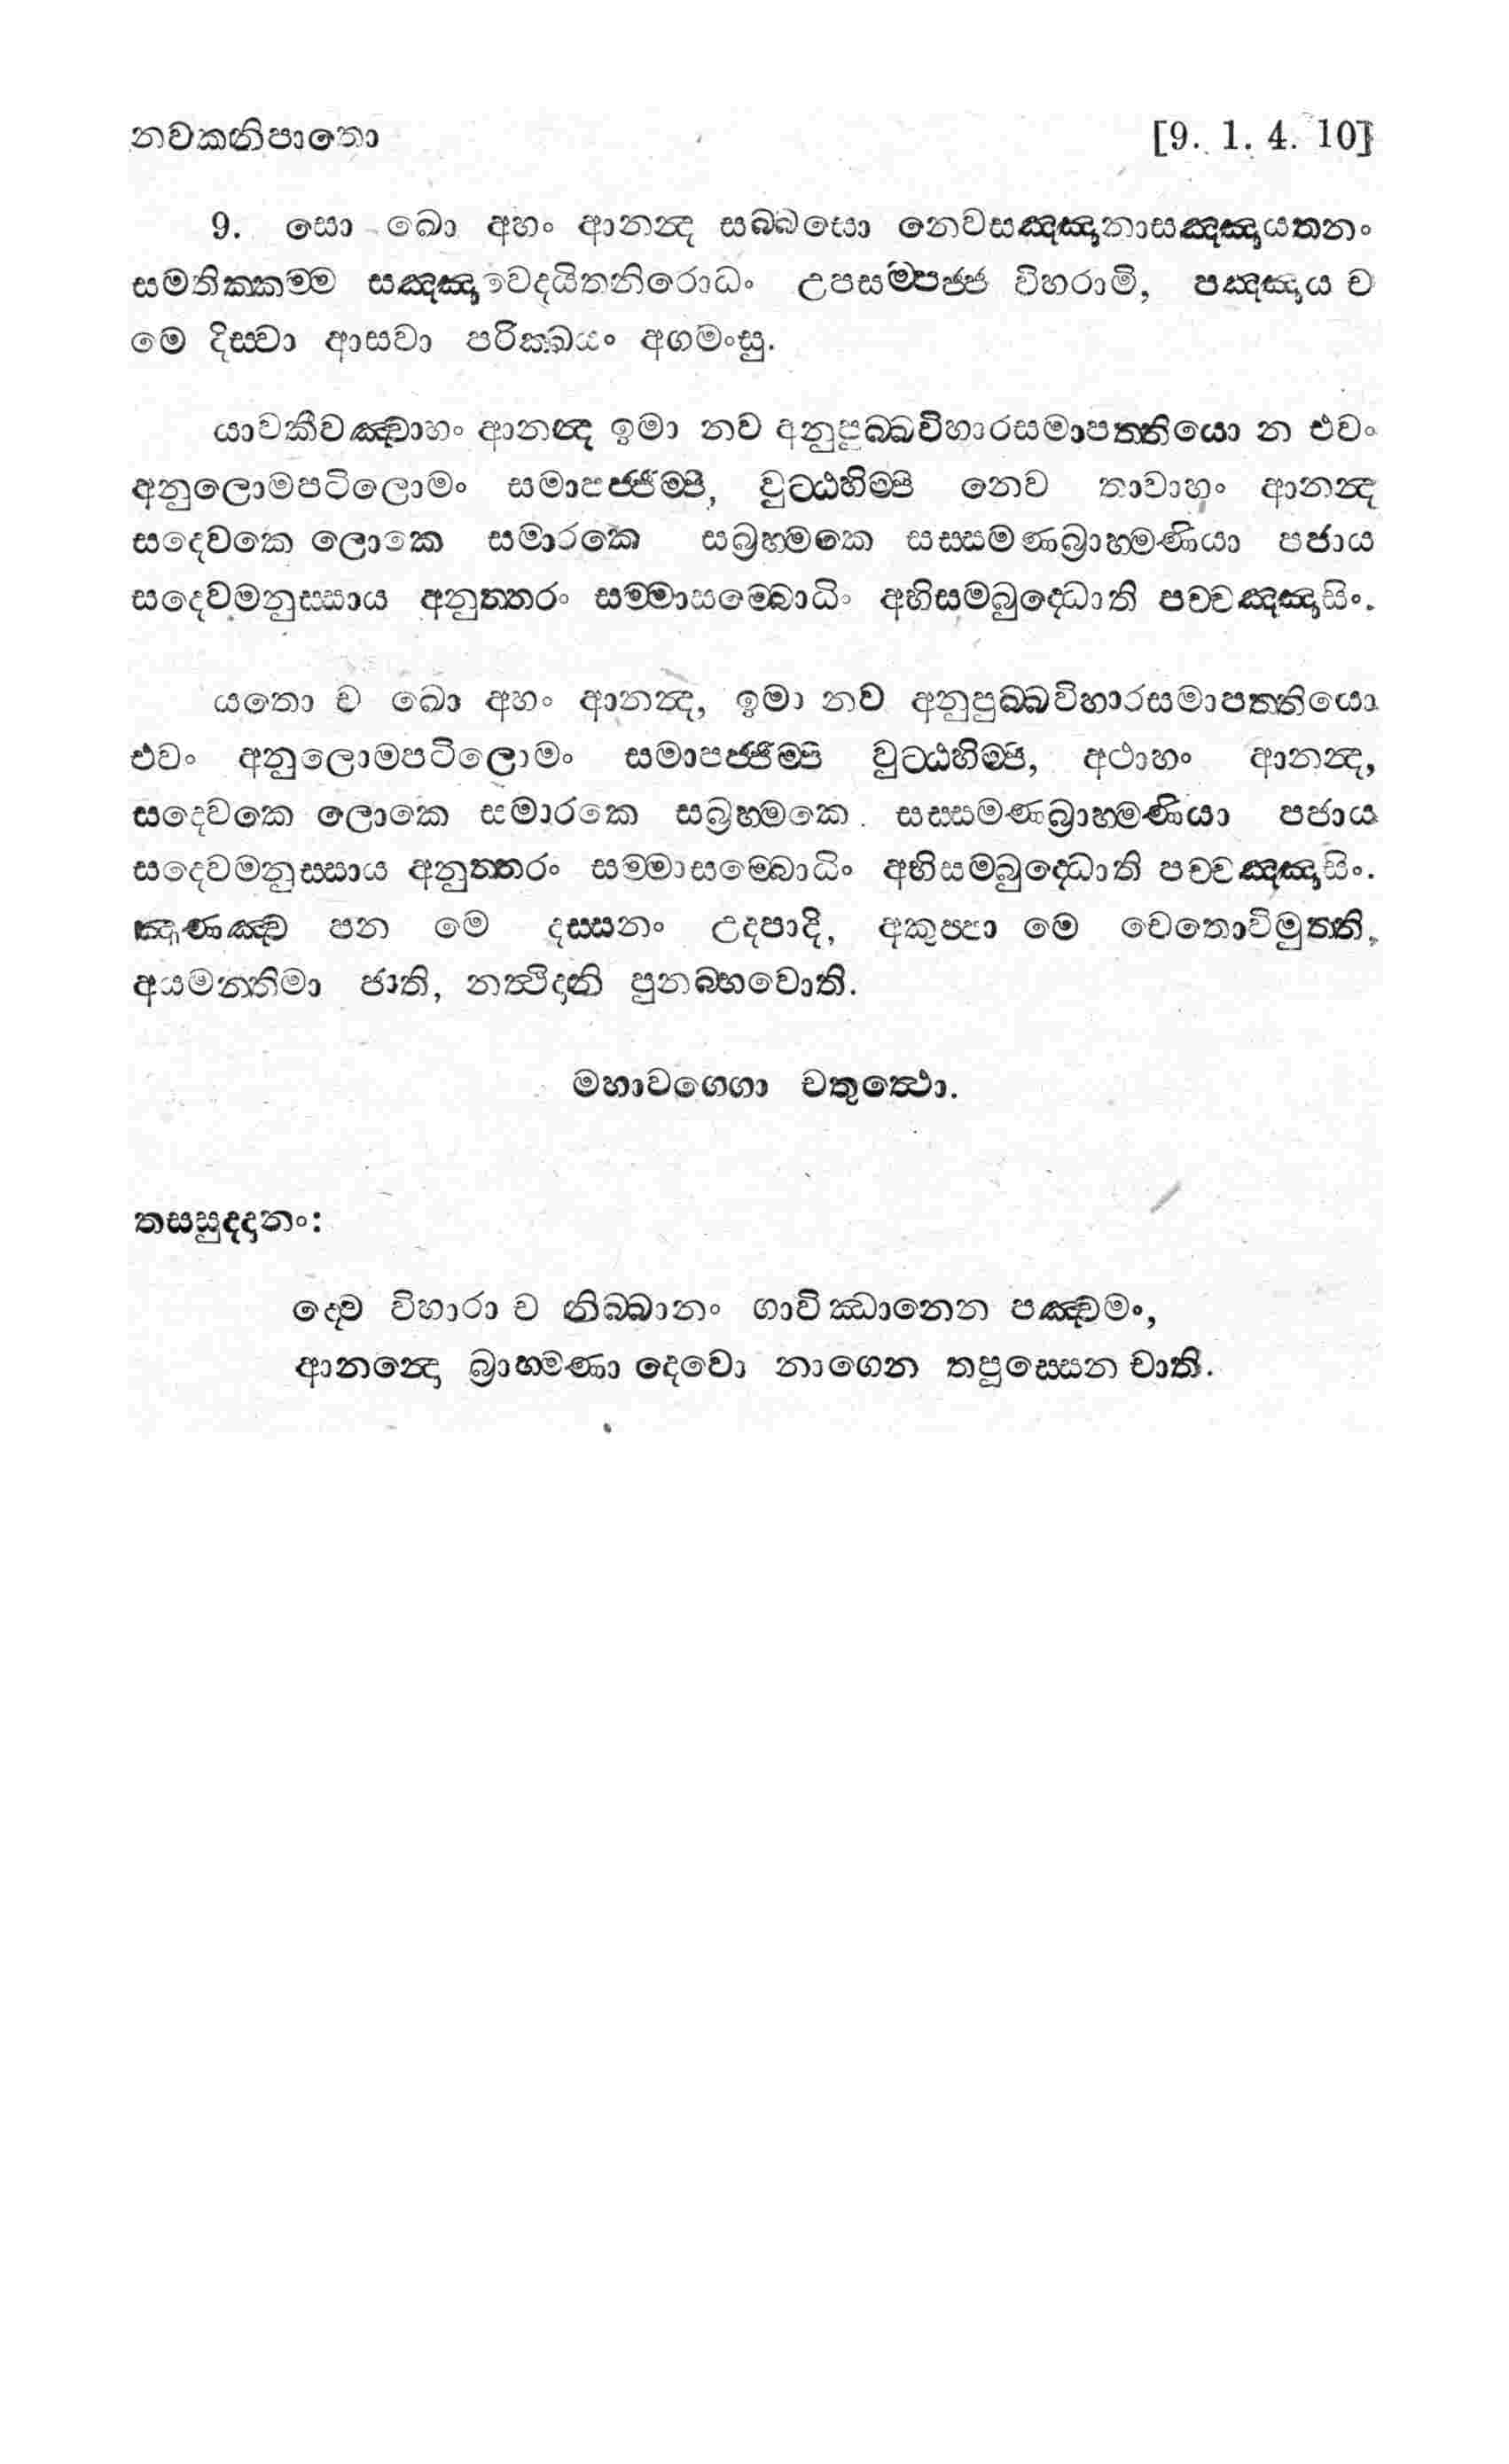 නවකනිපාතො [9. 1. 4. 10]
9. සො ඛො අහං ආනන්‍ද සබ්බසො නෙවසඤ්ඤානාසඤ්ඤායතනං
සමතික්කම්ම සඤ්ඤාවෙදයිතනිරොධං උපසම්පජ්ජ විහරාමි, පඤ්ඤාය ච
මෙ දිස්වා ආසවා පරික්ඛයං අගමංසු.
යාවකීවඤ්චාහං ආනන්‍ද ඉමා නව අනුපුබ්බවිහාරසමාපත්තියො න එවං
අනුලොමපටිලොමං සමාපජ්ජිම්පි, වුට්ඨහිම්පි නෙව තාවාහං ආනන්‍ද
සදෙවකෙ ලොකෙ සමාරකෙ සබ්‍රහ්මකෙ සස්සමණබ්‍රාහ්මණියා පජාය
සදෙවමනුස්සාය අනුත්තරං සම්මාසම්බොධිං අභිසම්බුද්ධොති පච්චඤ්ඤාසිං.
යතො ච ඛො අහං ආනන්‍ද, ඉමා නව අනුපුබ්බවිහාරසමාපත්තියො
එවං අනුලොමපටිලොමං සමාපජ්ජිම්පි වුට්ඨහිම්පි, අථාහං ආනන්‍ද,
සදෙවකෙ ලොකෙ සමාරකෙ සබ්‍රහ්මකෙ සස්සමණබ්‍රාහ්මණියා පජාය
සදෙවමනුස්සාය අනුත්තරං සම්මාසම්බොධිං අභිසම්බුද්ධොති පච්චඤ්ඤාසිං.
ඤාණඤ්ච පන මෙ දස්සනං උදපාදි, අකුප්පා මෙ චෙතොවිමුත්ති,
අයමන්තිමා ජාති, නත්‍ථිදානි පුනබ්භවොති.
මහාවග්ගො චතුත්‍ථො.
තස්සුද්දානං:
ද්වෙ විහාරා ච නිබ්බානං ගාවි ඣානෙන පඤ්චමං,
ආනන්‍දො බ්‍රාහ්මණා දෙවො නාගෙන තපුස්සෙන චාති.